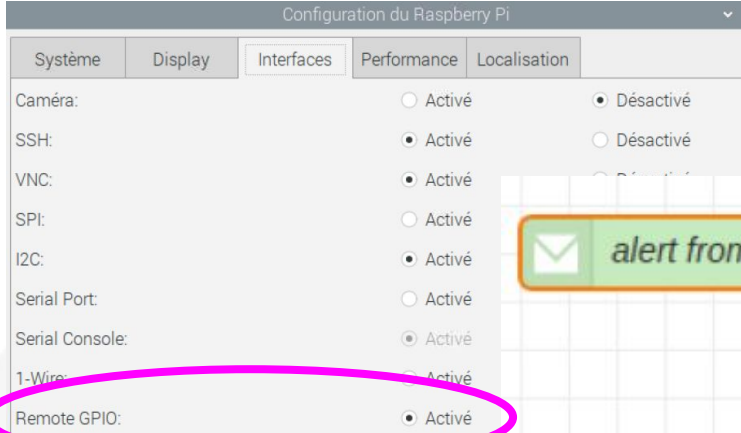 Configuration du Raspberry Pi
Système Display Interfaces Performance Localisation
Caméra: Activé Désactivé
SSH: Activé Désactivé
VNC: Activé
SPI: Activé
alert from
I2C: Activé
Serial Port: Activé
Serial Console: Activé
1-Wire: Activé
Remote GPIO: Activé